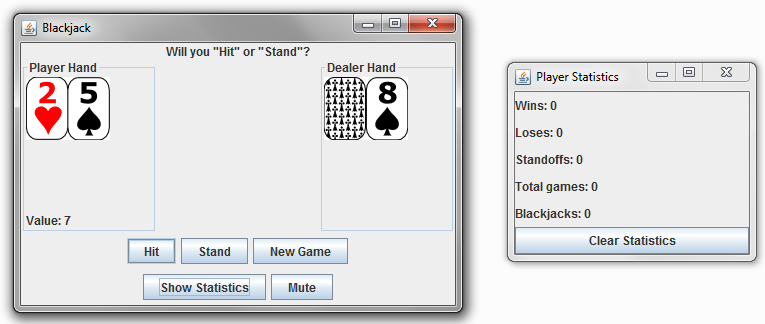 Blackjack
Will you "Hit" or "Stand"?
Player Hand
Dealer Hand
2
5
8
Value: 7
Hit
Stand
New Game
Show Statistics
Mute
Player Statistics
Wins: 0
Loses: 0
Standoffs: 0
Total games: 0
Blackjacks: 0
Clear Statistics